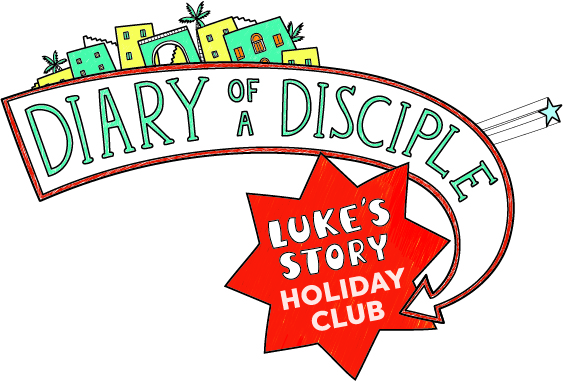 DIARY OF A DISCIPLE
LUKE'S
STORY
HOLIDAY
CLUB